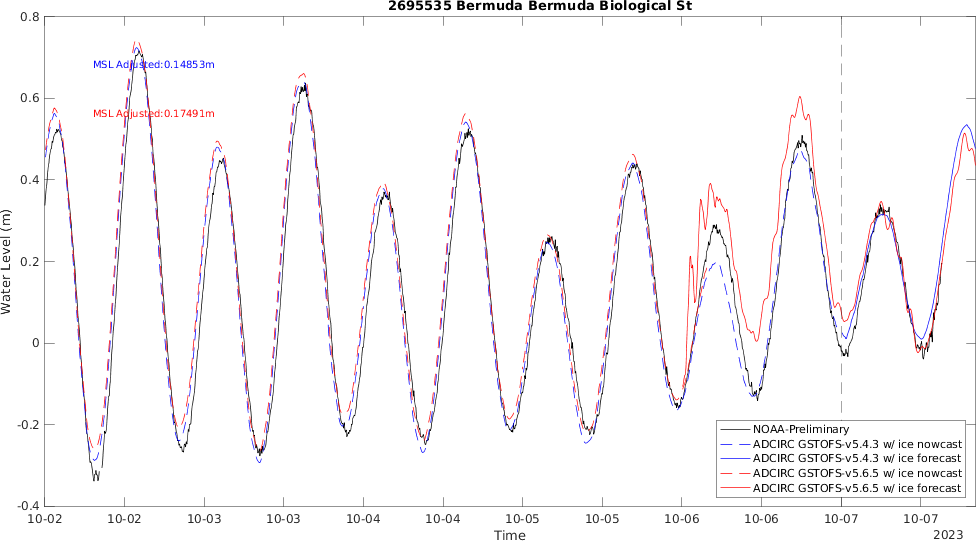 2695535 Bermuda Bermuda Biological St
0.8
MSL Adjusted:0.14853m
0.6
MSL Adjusted:0.17491m
0.4
0.2
0
-0.2
-0.4
Water Level (m)
NOAA-Preliminary
ADCIRC GSTOFS-v5.4.3 w/ ice nowcast
ADCIRC GSTOFS-v5.4.3 w/ ice forecast
ADCIRC GSTOFS-v5.6.5 w/ ice nowcast
ADCIRC GSTOFS-v5.6.5 w/ ice forecast
10-02 10-02 10-03 10-03 10-04 10-04 10-05 10-05 10-06 10-06 10-07 10-07
Time
2023